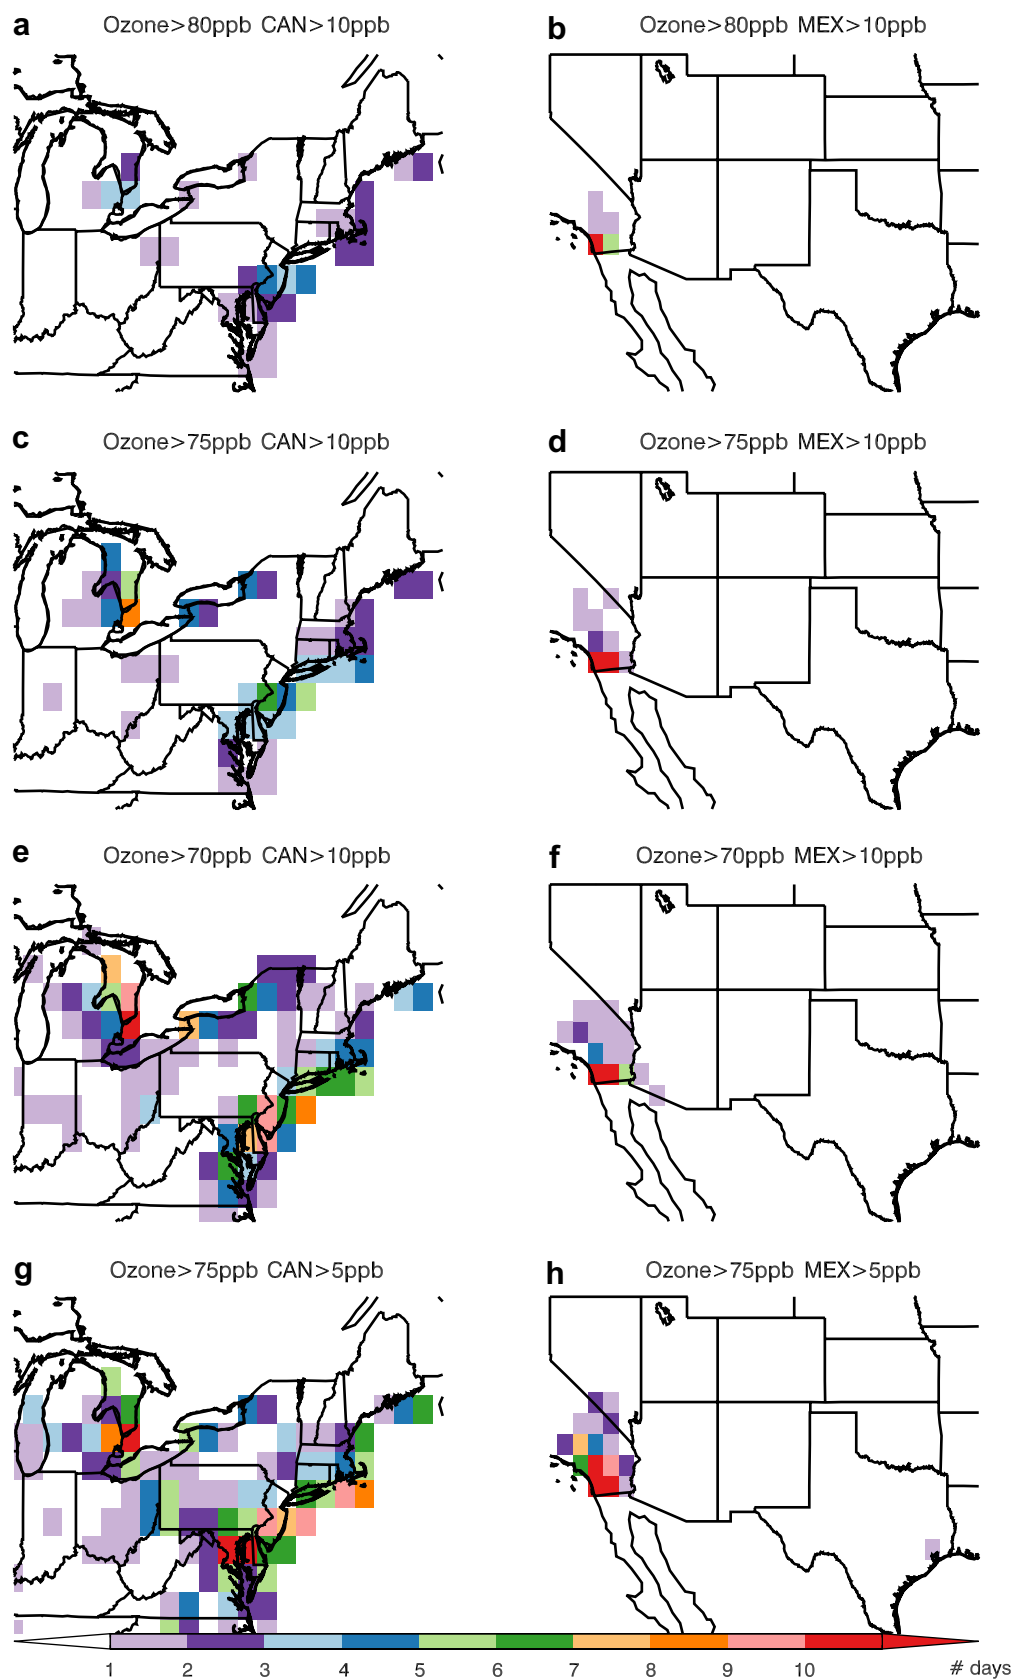 a Ozone>80ppb CAN>10ppb
b Ozone>80ppb MEX>10ppb
c Ozone>75ppb CAN>10ppb
d Ozone>75ppb MEX>10ppb
e Ozone>70ppb CAN>10ppb
f Ozone>70ppb MEX>10ppb
g Ozone>75ppb CAN>5ppb
h Ozone>75ppb MEX>5ppb
1 2 3 4 5 6 7 8 9 10 # days